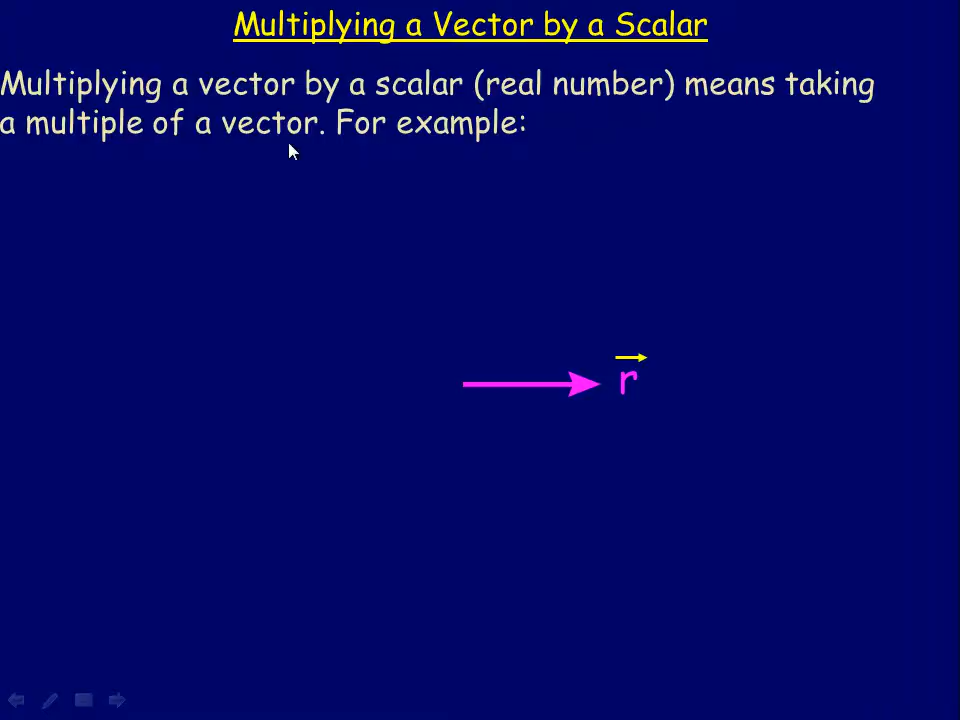 Multiplying a Vector by a Scalar
Multiplying a vector by a scalar (real number) means taking
a multiple of a vector. For example:
r